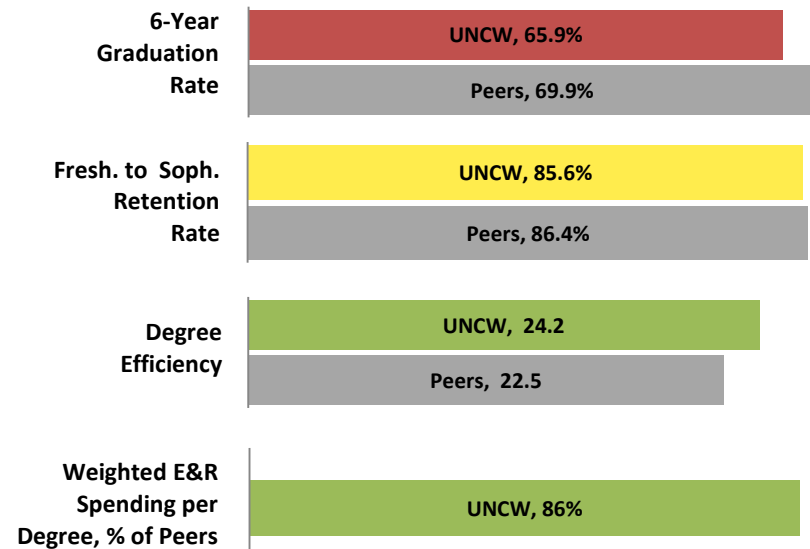 6-Year
Graduation
Rate
UNCW, 65.9%
Peers, 69.9%
Fresh. to Soph.
Retention
Rate
UNCW, 85.6%
Peers, 86.4%
Degree
Efficiency
UNCW, 24.2
Peers, 22.5
Weighted E&R
Spending per
Degree, % of Peers
UNCW, 86%